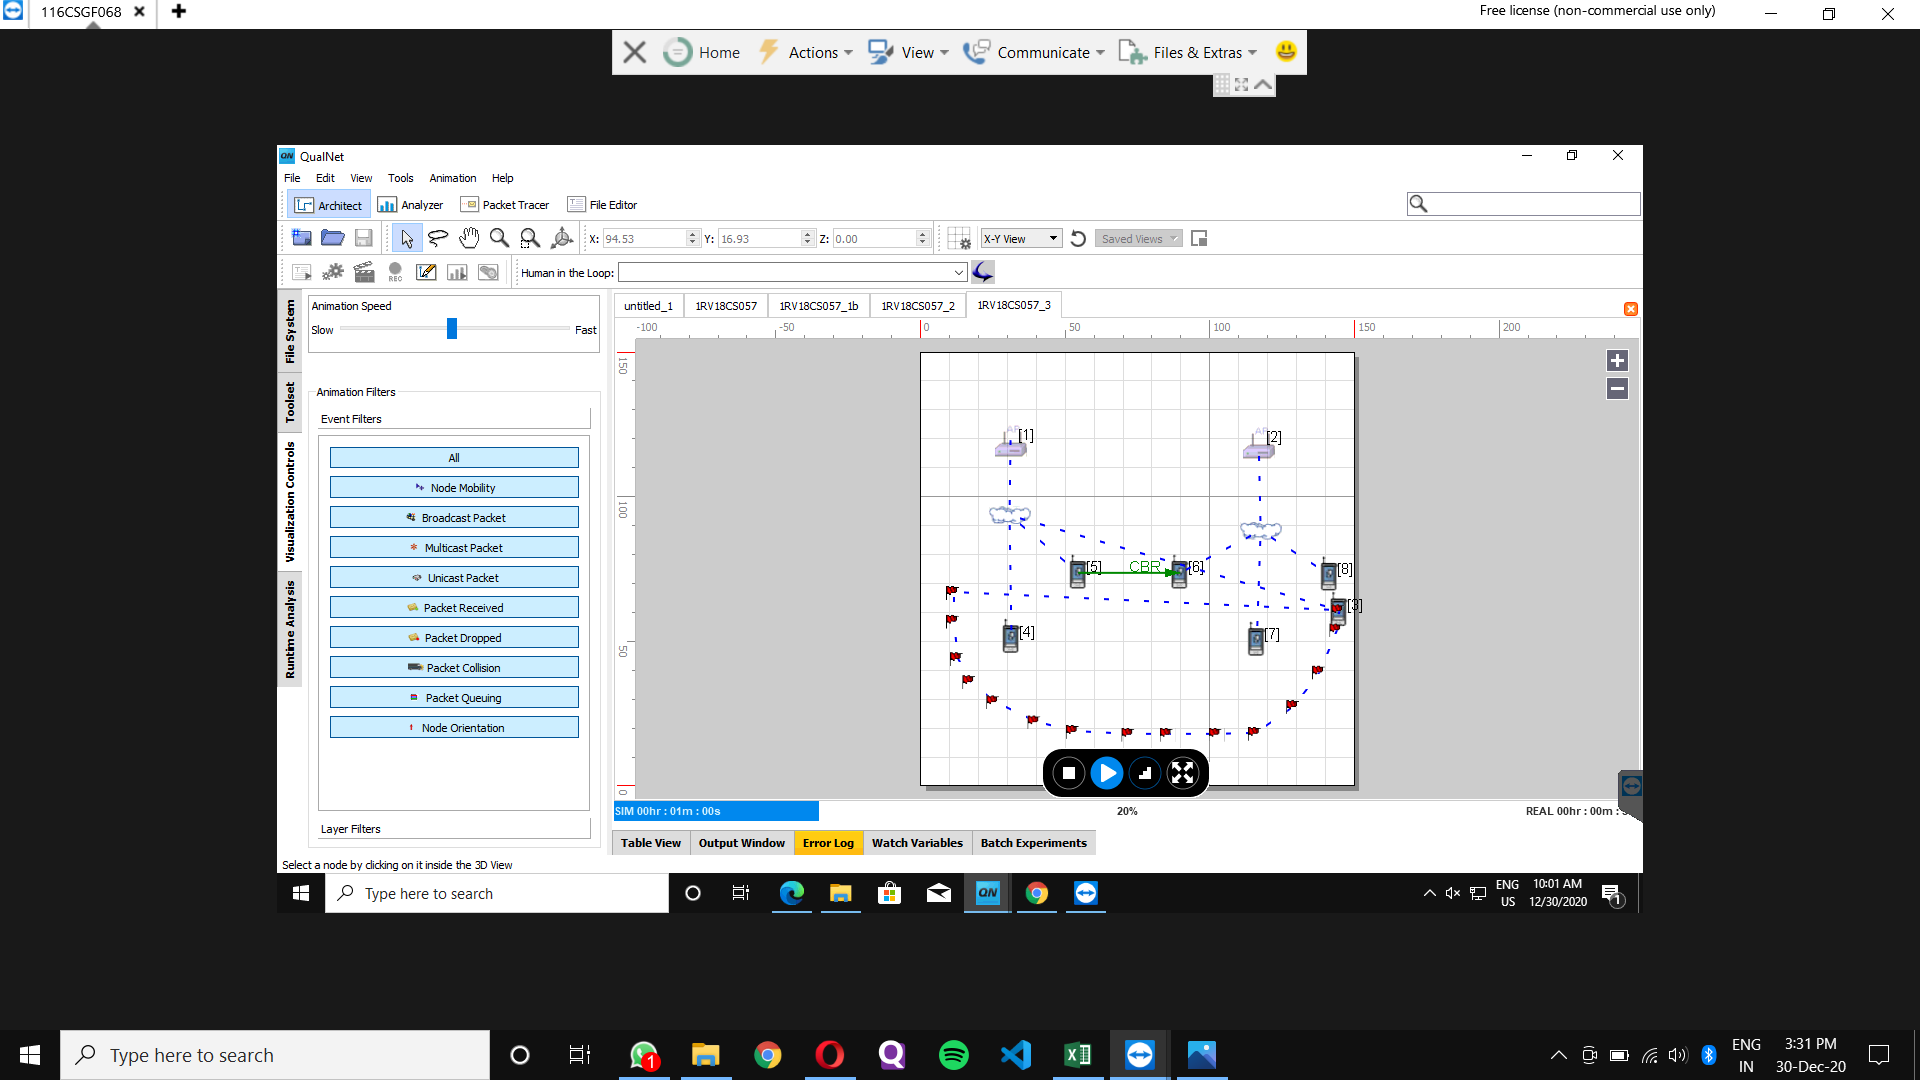 116CSGF068
Free license (non-commercial use only)
Home Actions View Communicate Files & Extras
QN QualNet
File Edit View Tools Animation Help
Architect Analyzer Packet Tracer File Editor
X: 94.53 Y: 16.93 Z: 0.00 X-Y View Saved Views
REC Human in the Loop:
File System
Toolset
Visualization Controls
Runtime Analysis
Animation Speed
Slow Fast
Animation Filters
Event Filters
All
Node Mobility
Broadcast Packet
Multicast Packet
Unicast Packet
Packet Received
Packet Dropped
Packet Collision
Packet Queuing
Node Orientation
Layer Filters
Select a node by clicking on it inside the 3D View
untitled_1 1RV18CS057 1RV18CS057_1b 1RV18CS057_2 1RV18CS057_3
-100 -50 0 50 100 150 200
150
100
50
0
AP [1]
AP [2]
[5] CBR [6]
[8]
[3]
[4]
[7]
SIM 00hr : 01m : 00s 20% REAL 00hr : 00m :
Table View Output Window Error Log Watch Variables Batch Experiments
Type here to search
QN
ENG
US
10:01 AM
12/30/2020
1
Type here to search
1
ENG
IN
3:31 PM
30-Dec-20